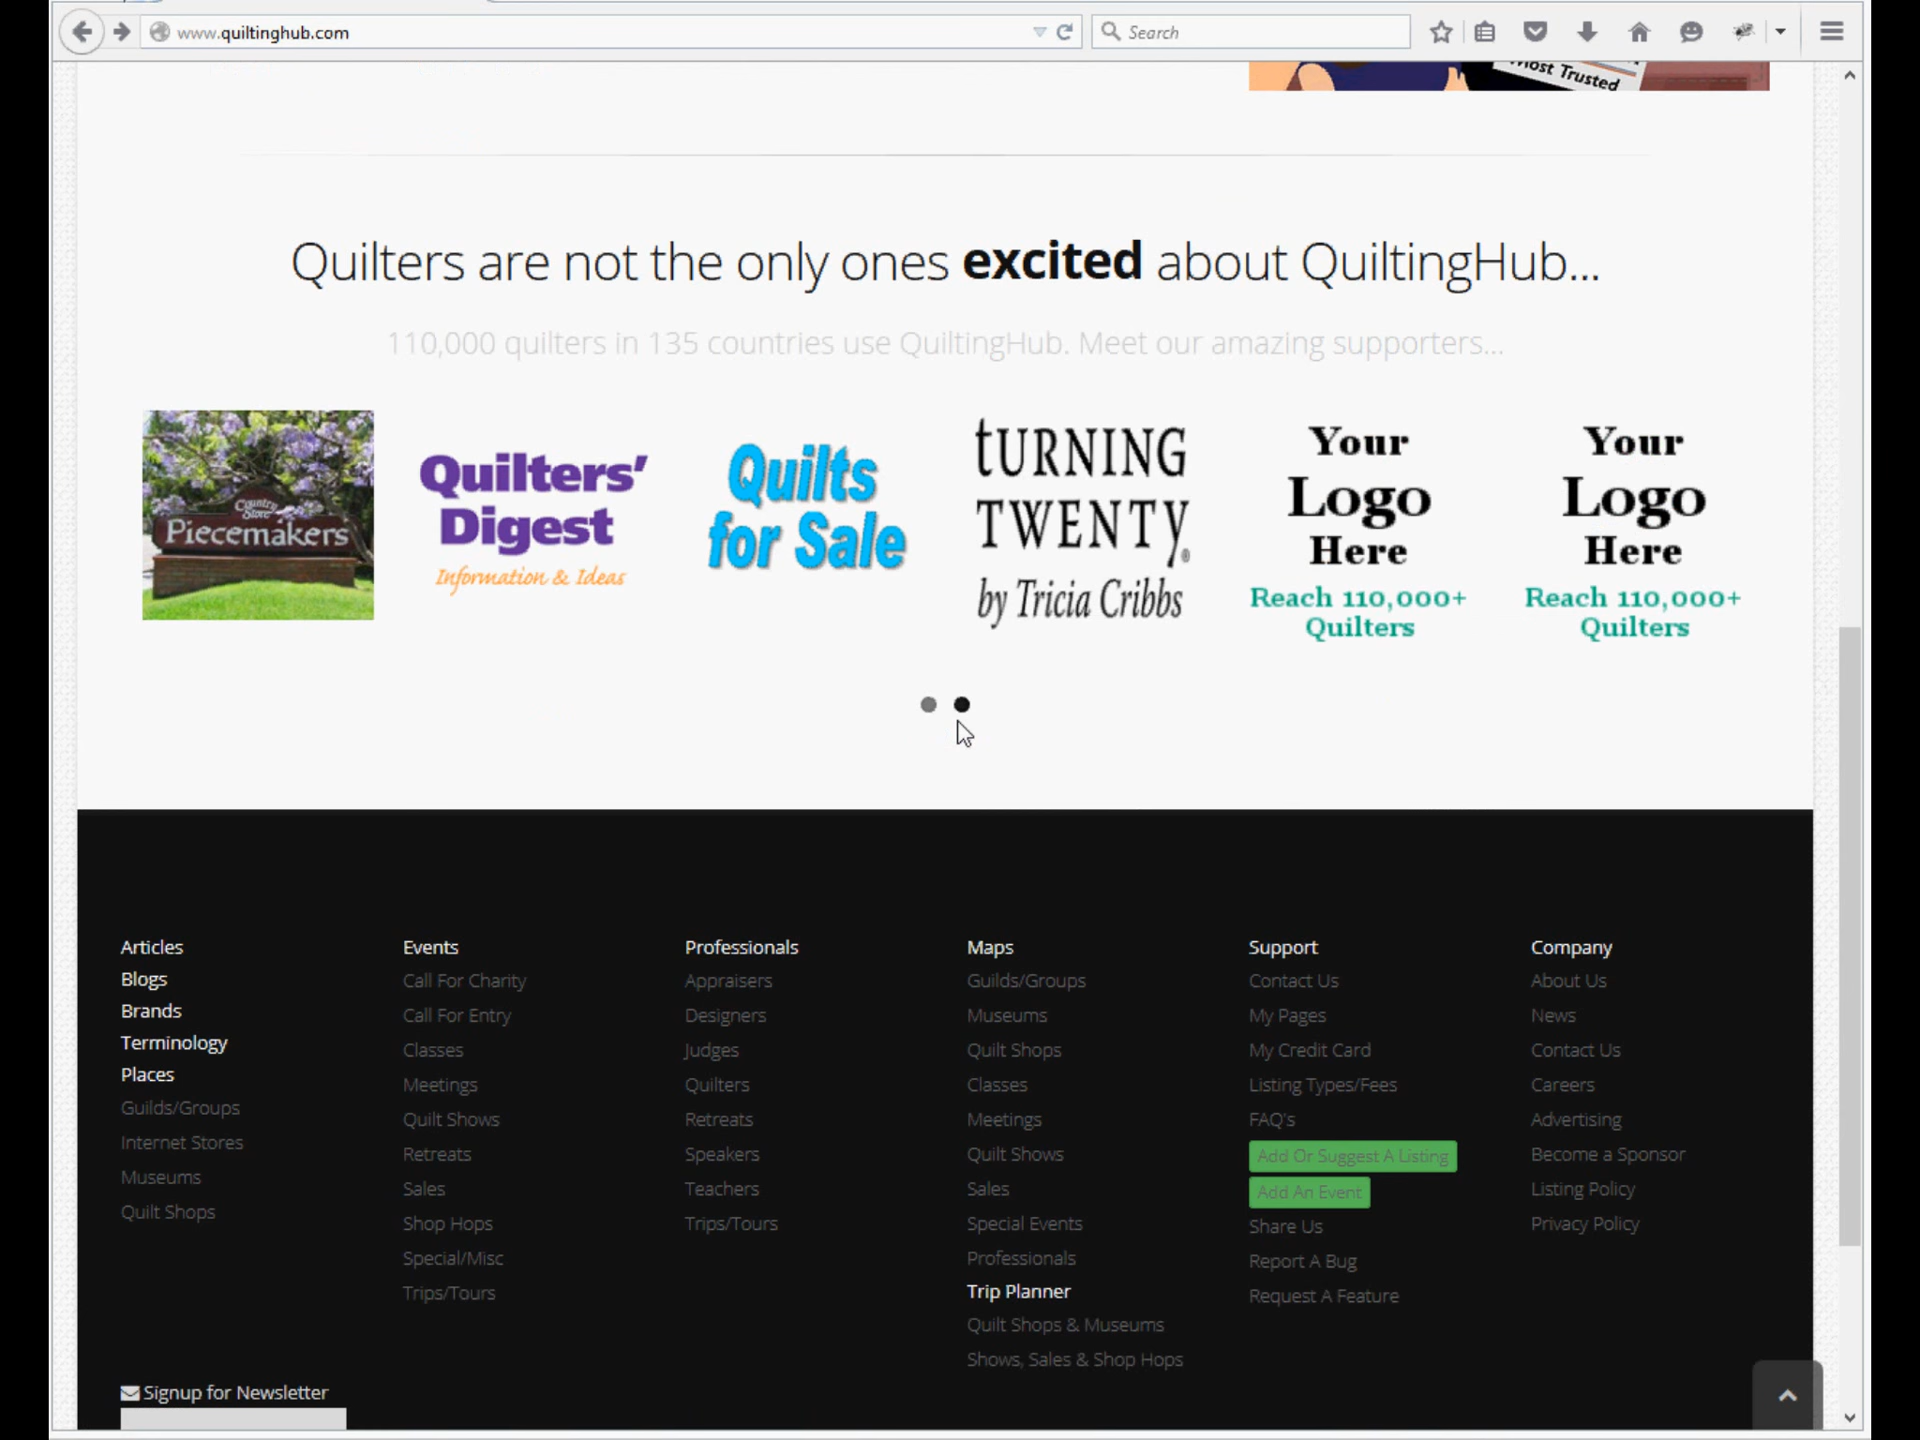 www.quiltinghub.com
Search
Most Trusted
Quilters are not the only ones excited about QuiltingHub...
110,000 quilters in 135 countries use QuiltingHub. Meet our amazing supporters...
Country
Store
Piecemakers
Quilters'
Digest
Information & Ideas
Quilts
for Sale
tURNING
TWENTY®
by Tricia Cribbs
Your
Logo
Here
Reach 110,000+
Quilters
Your
Logo
Here
Reach 110,000+
Quilters
Articles
Blogs
Brands
Terminology
Places
Guilds/Groups
Internet Stores
Museums
Quilt Shops
Events
Call For Charity
Call For Entry
Classes
Meetings
Quilt Shows
Retreats
Sales
Shop Hops
Special/Misc
Trips/Tours
Professionals
Appraisers
Designers
Judges
Quilters
Retreats
Speakers
Teachers
Trips/Tours
Maps
Guilds/Groups
Museums
Quilt Shops
Classes
Meetings
Quilt Shows
Sales
Special Events
Professionals
Trip Planner
Quilt Shops & Museums
Shows, Sales & Shop Hops
Support
Contact Us
My Pages
My Credit Card
Listing Types/Fees
FAQ's
Add Or Suggest A Listing
Add An Event
Share Us
Report A Bug
Request A Feature
Company
About Us
News
Contact Us
Careers
Advertising
Become a Sponsor
Listing Policy
Privacy Policy
Signup for Newsletter